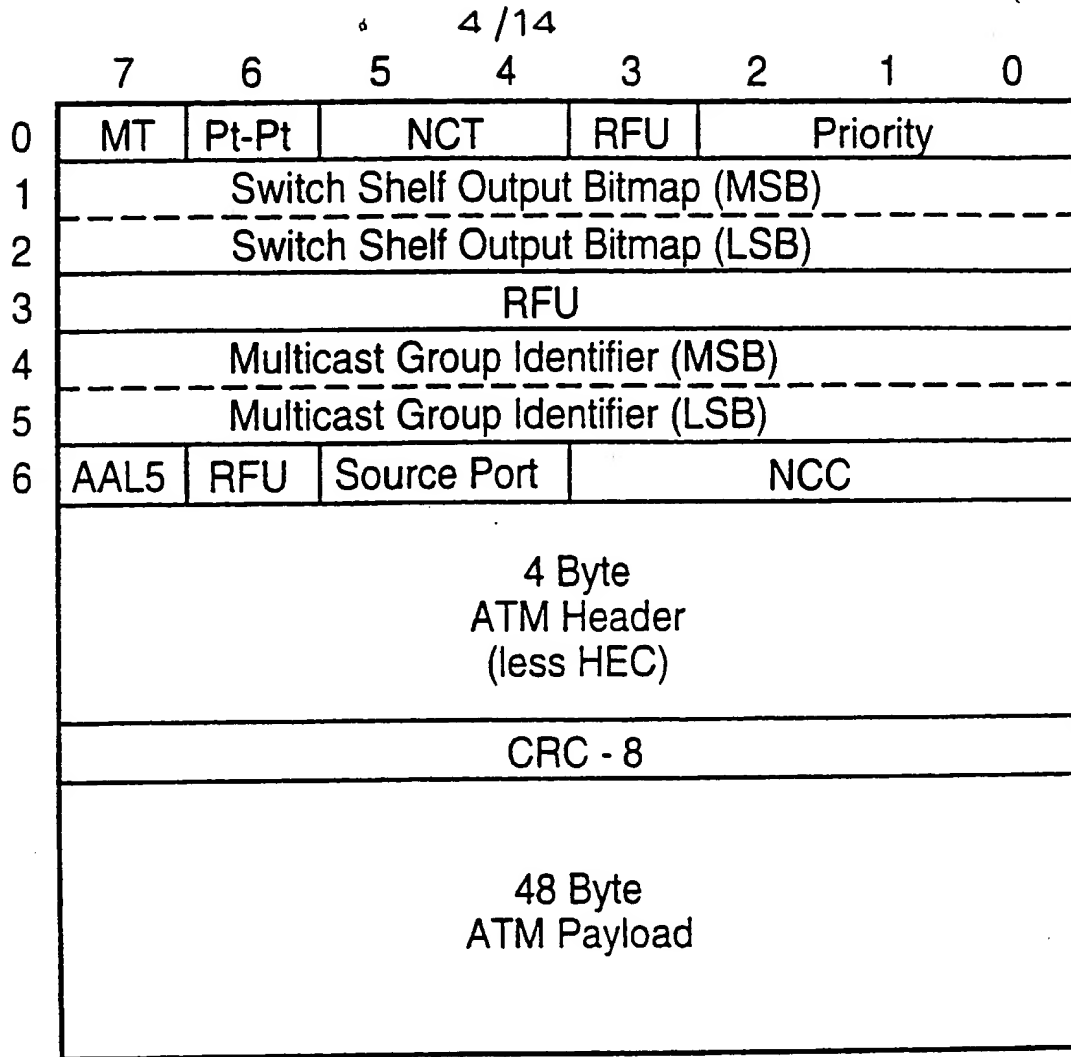 4/14
7 6 5 4 3 2 1 0
0 MT Pt-Pt NCT RFU Priority
1 Switch Shelf Output Bitmap (MSB)
2 Switch Shelf Output Bitmap (LSB)
3 RFU
4 Multicast Group Identifier (MSB)
5 Multicast Group Identifier (LSB)
6 AAL5 RFU Source Port NCC
4 Byte
ATM Header
(less HEC)
CRC - 8
48 Byte
ATM Payload